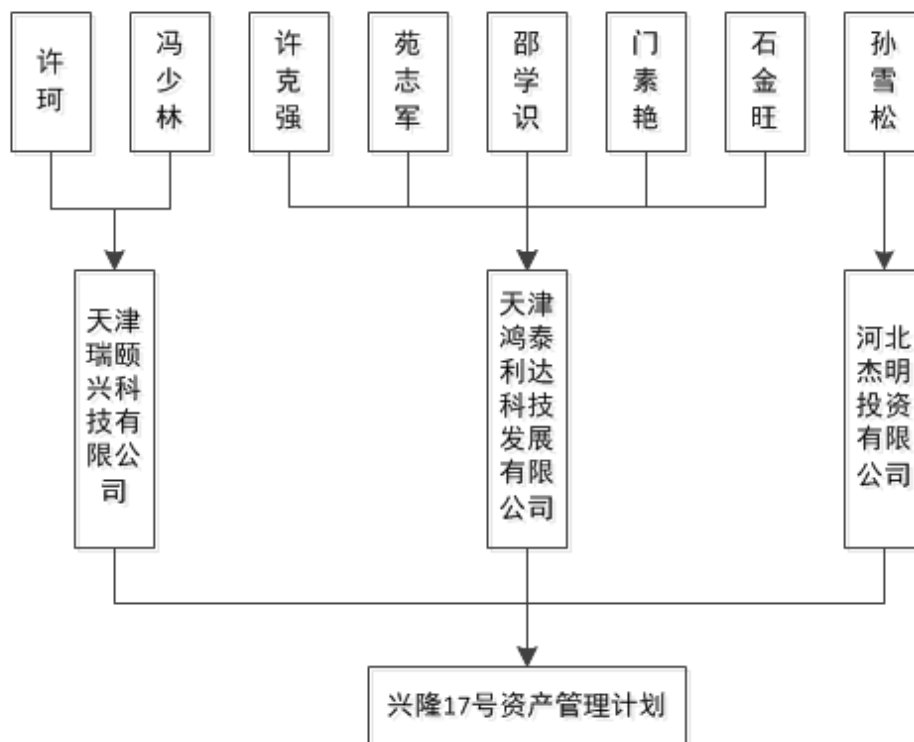 许
珂
冯
少
林
许
克
强
苑
志
军
邵
学
识
门
素
艳
石
金
旺
孙
雪
松
天津
瑞颐
兴科
技有
限公
司
天津
鸿泰
利达
科技
发展
有限
公司
河北
杰明
投资
有限
公司
兴隆17号资产管理计划